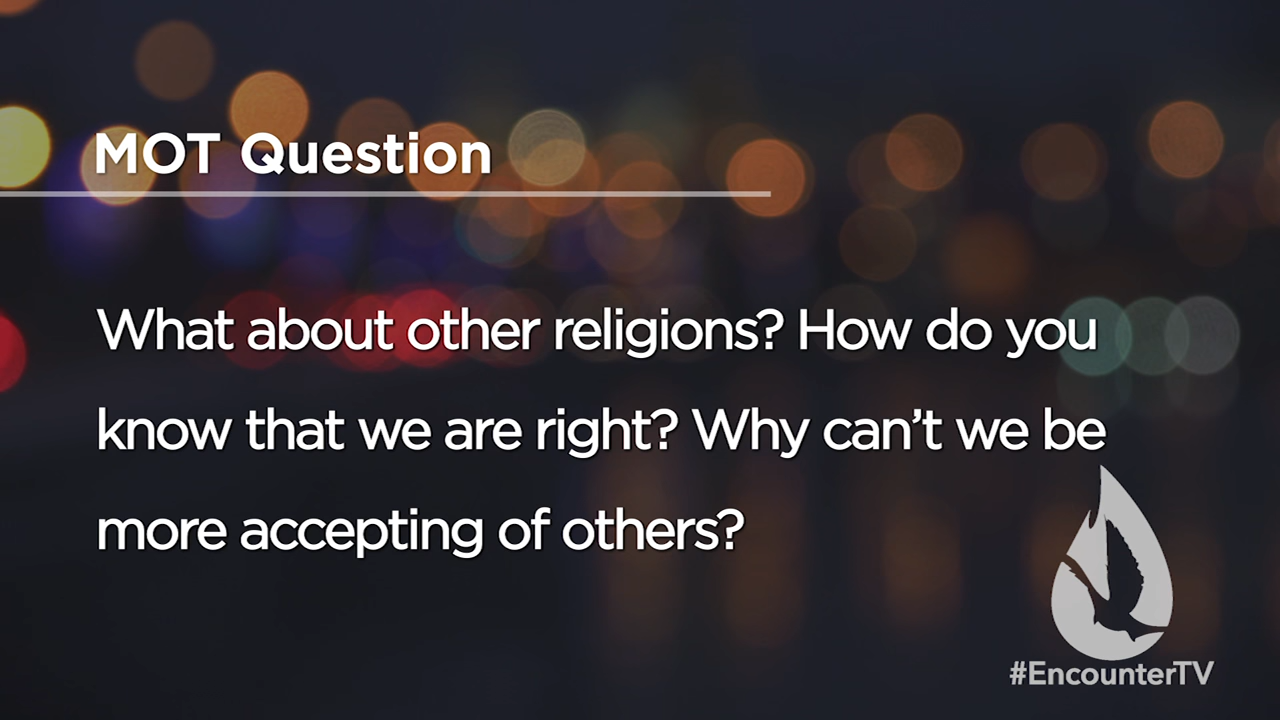 MOT Question
What about other religions? How do you
know that we are right? Why can’t we be
more accepting of others?
#EncounterTV